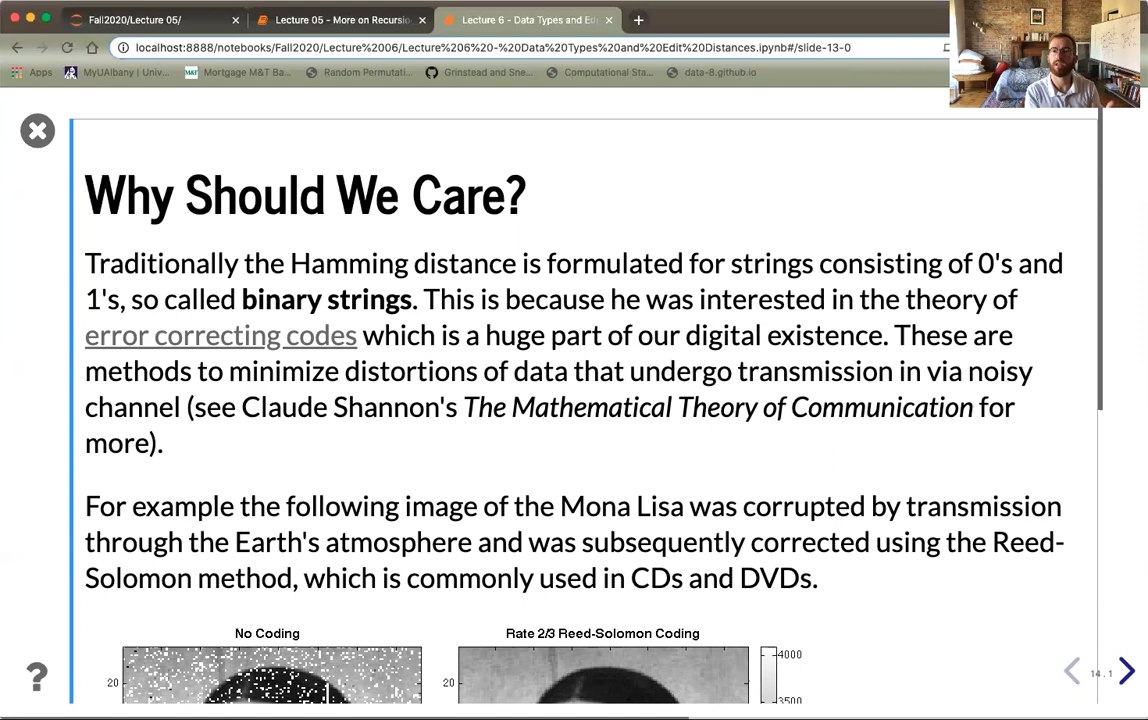 Fall2020/Lecture 05/
Lecture 05 - More on Recursio
Lecture 6 - Data Types and Ed
localhost:8888/notebooks/Fall2020/Lecture%2006/Lecture%206%20-%20Data%20Types%20and%20Edit%20Distances.ipynb#/slide-13-0
Apps
MyUAlbany | Univ...
Mortgage M&T Ba...
Random Permutati...
Grinstead and Sne...
Computational Sta...
data-8.github.io
Why Should We Care?
Traditionally the Hamming distance is formulated for strings consisting of 0's and
1's, so called binary strings. This is because he was interested in the theory of
error correcting codes which is a huge part of our digital existence. These are
methods to minimize distortions of data that undergo transmission in via noisy
channel (see Claude Shannon's The Mathematical Theory of Communication for
more).
For example the following image of the Mona Lisa was corrupted by transmission
through the Earth's atmosphere and was subsequently corrected using the Reed-
Solomon method, which is commonly used in CDs and DVDs.
No Coding
Rate 2/3 Reed-Solomon Coding
20
20
4000
3500
?
14.1